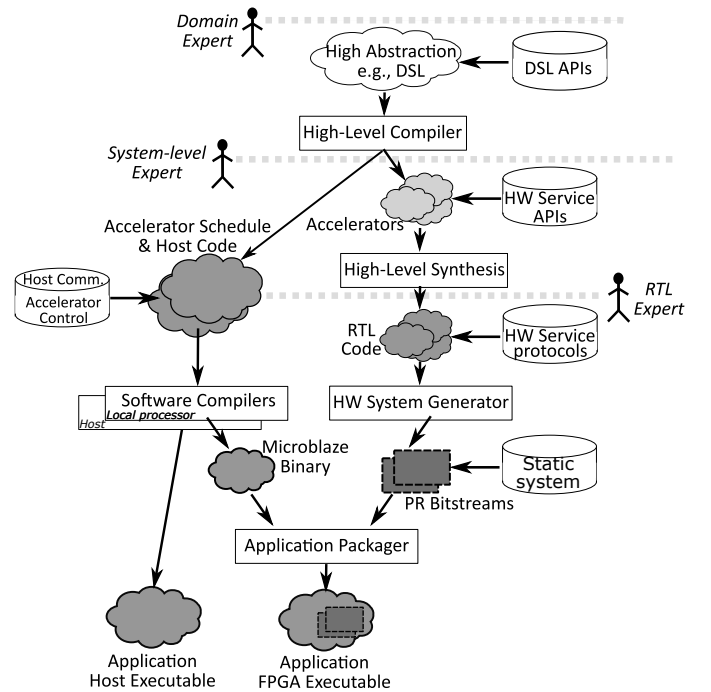 Domain
Expert
High Abstraction
e.g., DSL
DSL APIs
High-Level Compiler
System-level
Expert
Accelerators
HW Service
APIs
Accelerator Schedule
& Host Code
High-Level Synthesis
Host Comm.
Accelerator
Control
RTL
Expert
RTL
Code
HW Service
protocols
Software Compilers
Local processor
Host
HW System Generator
Microblaze
Binary
Static
system
PR Bitstreams
Application Packager
Application
Host Executable
Application
FPGA Executable